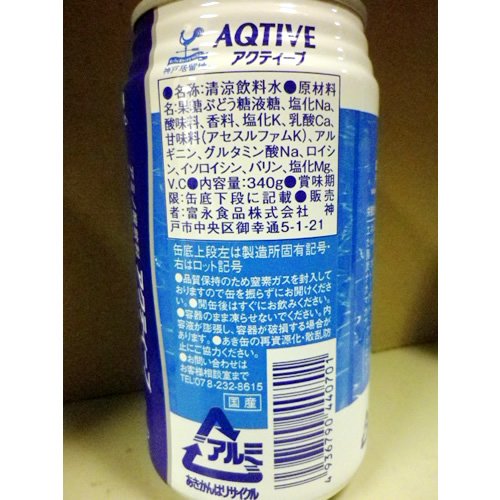 AQTIVE
神戸居留地
アクティーブ
●名称:清涼飲料水●原材料
名:果糖ぶどう糖液糖、塩化Na、
酸味料、香料、塩化K、乳酸Ca、
甘味料(アセスルファムK)、アル
ギニン、グルタミン酸Na、ロイシ
ン、イソロイシン、バリン、塩化Mg、
V.C●内容量:340g●賞味期
限:缶底下段に記載●販売
者:富永食品株式会社 神
戸市中央区御幸通5-1-21
缶底上段左は製造所固有記号・
右はロット記号
●品質保持のため窒素ガスを封入して
おりますので缶を振らずにお開けください。
●開缶後はすぐにお飲みください。
●容器のまま凍らせないでください。内
容液が膨張し、容器が破損する場合が
あります。●あき缶の再資源化・散乱防
止にご協力ください。
●お問い合わせは
お客様相談室まで
TEL:078-232-8615
国産
アルミ
あきかんはリサイクル
4 936790 440701